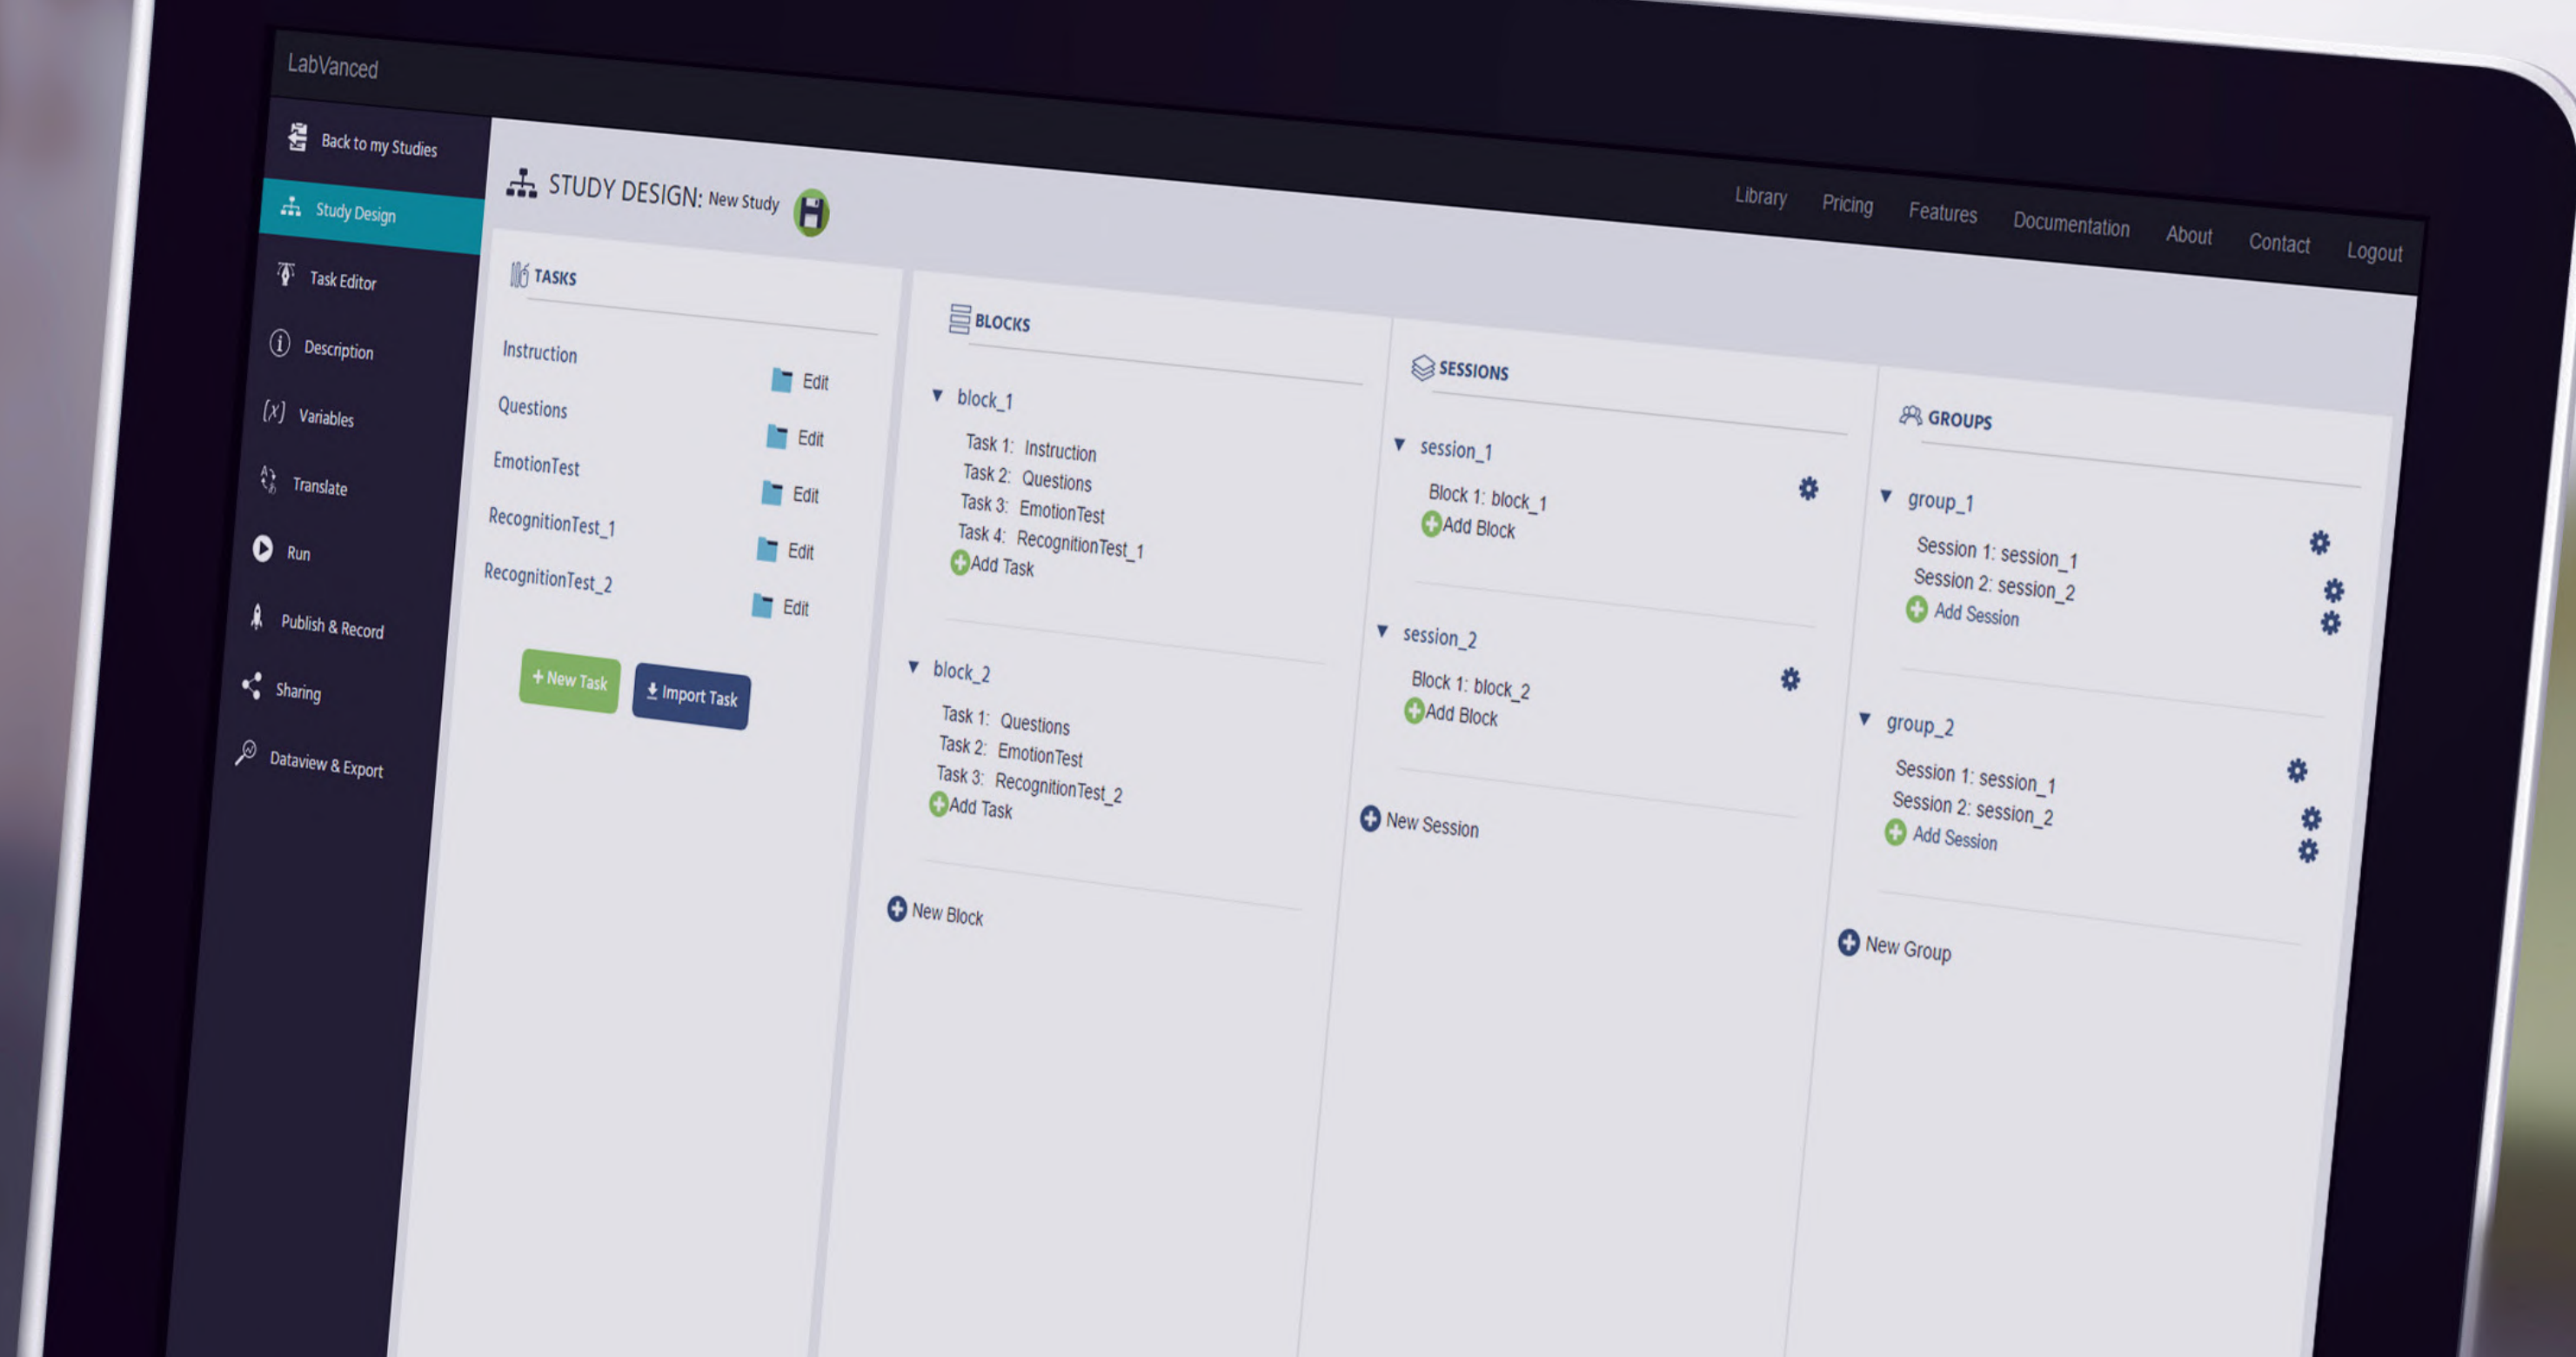 LabVanced
Library Pricing Features Documentation About Contact Logout
Back to my Studies
Study Design
Task Editor
Description
Variables
Translate
Run
Publish & Record
Sharing
Dataview & Export
STUDY DESIGN: New Study
TASKS
Instruction Edit
Questions Edit
EmotionTest Edit
RecognitionTest_1 Edit
RecognitionTest_2 Edit
+ New Task Import Task
BLOCKS
block_1
Task 1: Instruction
Task 2: Questions
Task 3: EmotionTest
Task 4: RecognitionTest_1
Add Task
block_2
Task 1: Questions
Task 2: EmotionTest
Task 3: RecognitionTest_2
Add Task
New Block
SESSIONS
session_1
Block 1: block_1
Add Block
session_2
Block 1: block_2
Add Block
New Session
GROUPS
group_1
Session 1: session_1
Session 2: session_2
Add Session
group_2
Session 1: session_1
Session 2: session_2
Add Session
New Group